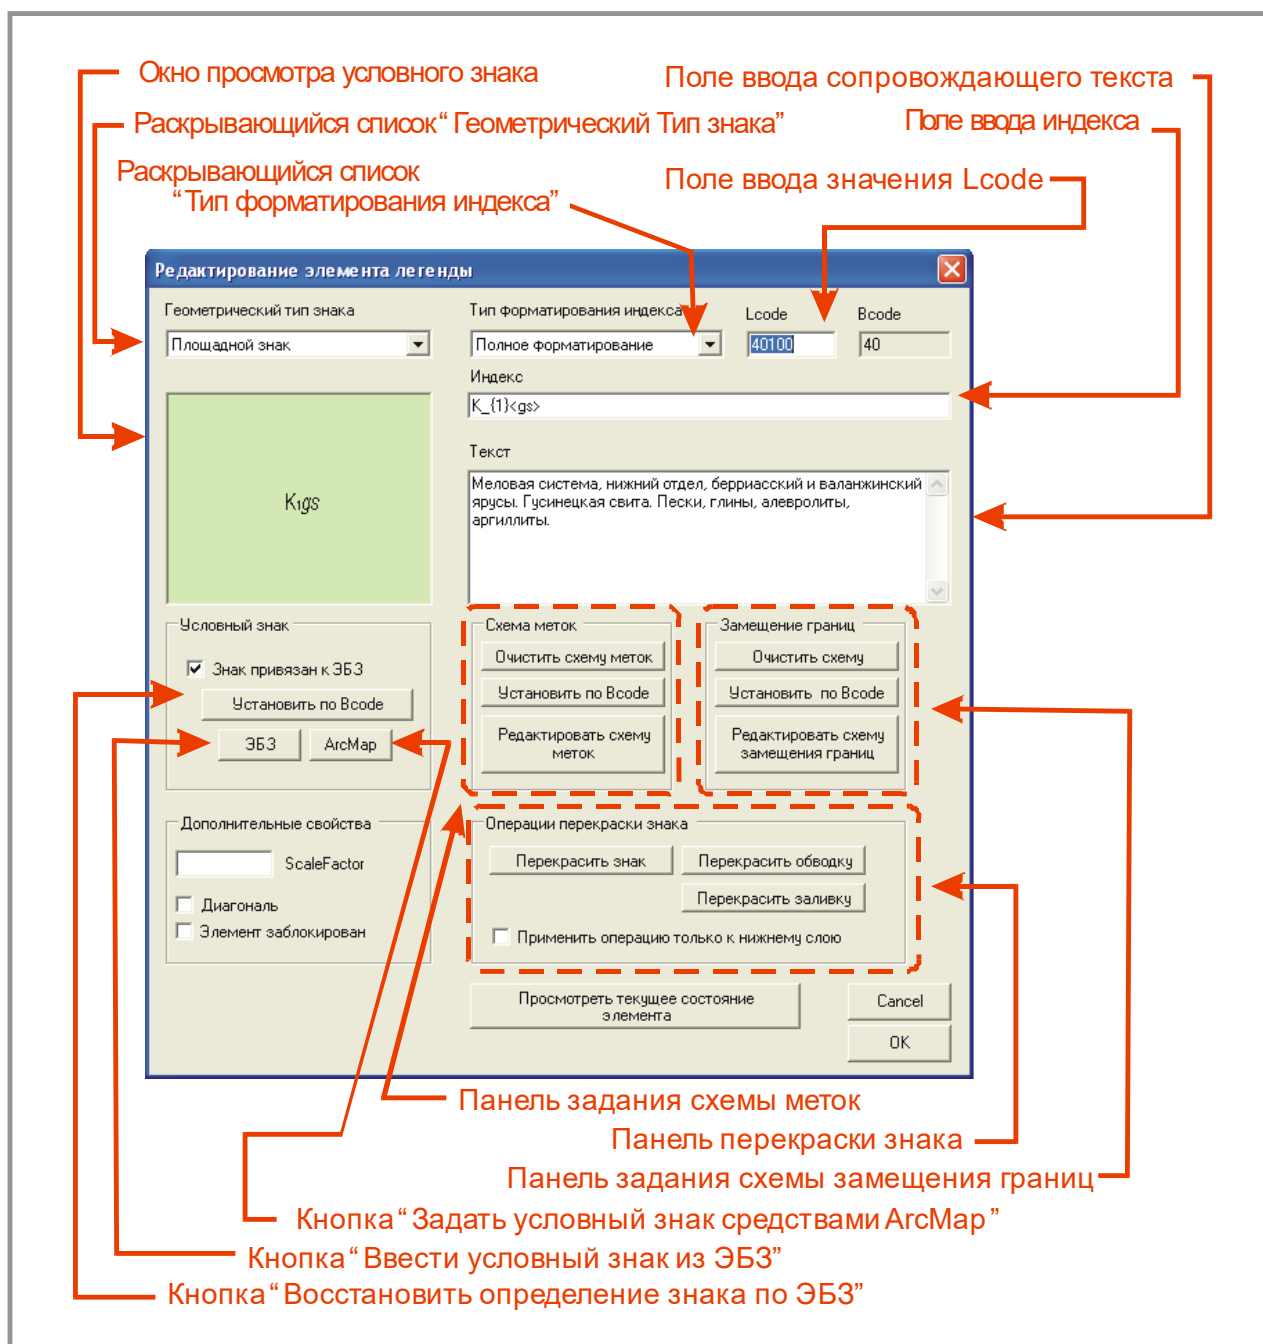 Окно просмотра условного знака
Поле ввода сопровождающего текста
Раскрывающийся список “ Геометрический Тип знака”
Поле ввода индекса
Раскрывающийся список
“Тип форматирования индекса”
Поле ввода значения Lcode
Редактирование элемента легенды
Геометрический тип знака
Тип форматирования индекса
Lcode
Bcode
Площадной знак
Полное форматирование
40100
40
Индекс
K_{1}<gs>
Текст
Меловая система, нижний отдел, берриасский и валанжинский
ярусы. Гусинецкая свита. Пески, глины, алевролиты,
аргиллиты.
K1gs
Условный знак
Схема меток
Замещение границ
Знак привязан к ЭБЗ
Очистить схему меток
Очистить схему
Установить по Bcode
Установить по Bcode
Установить по Bcode
ЭБЗ
ArcMap
Редактировать схему
меток
Редактировать схему
замещения границ
Дополнительные свойства
Операции перекраски знака
ScaleFactor
Перекрасить знак
Перекрасить обводку
Диагональ
Перекрасить заливку
Элемент заблокирован
Применить операцию только к нижнему слою
Просмотреть текущее состояние
элемента
Cancel
OK
Панель задания схемы меток
Панель перекраски знака
Панель задания схемы замещения границ
Кнопка “ Задать условный знак средствами ArcMap ”
Кнопка “ Ввести условный знак из ЭБЗ”
Кнопка “ Восстановить определение знака по ЭБЗ”